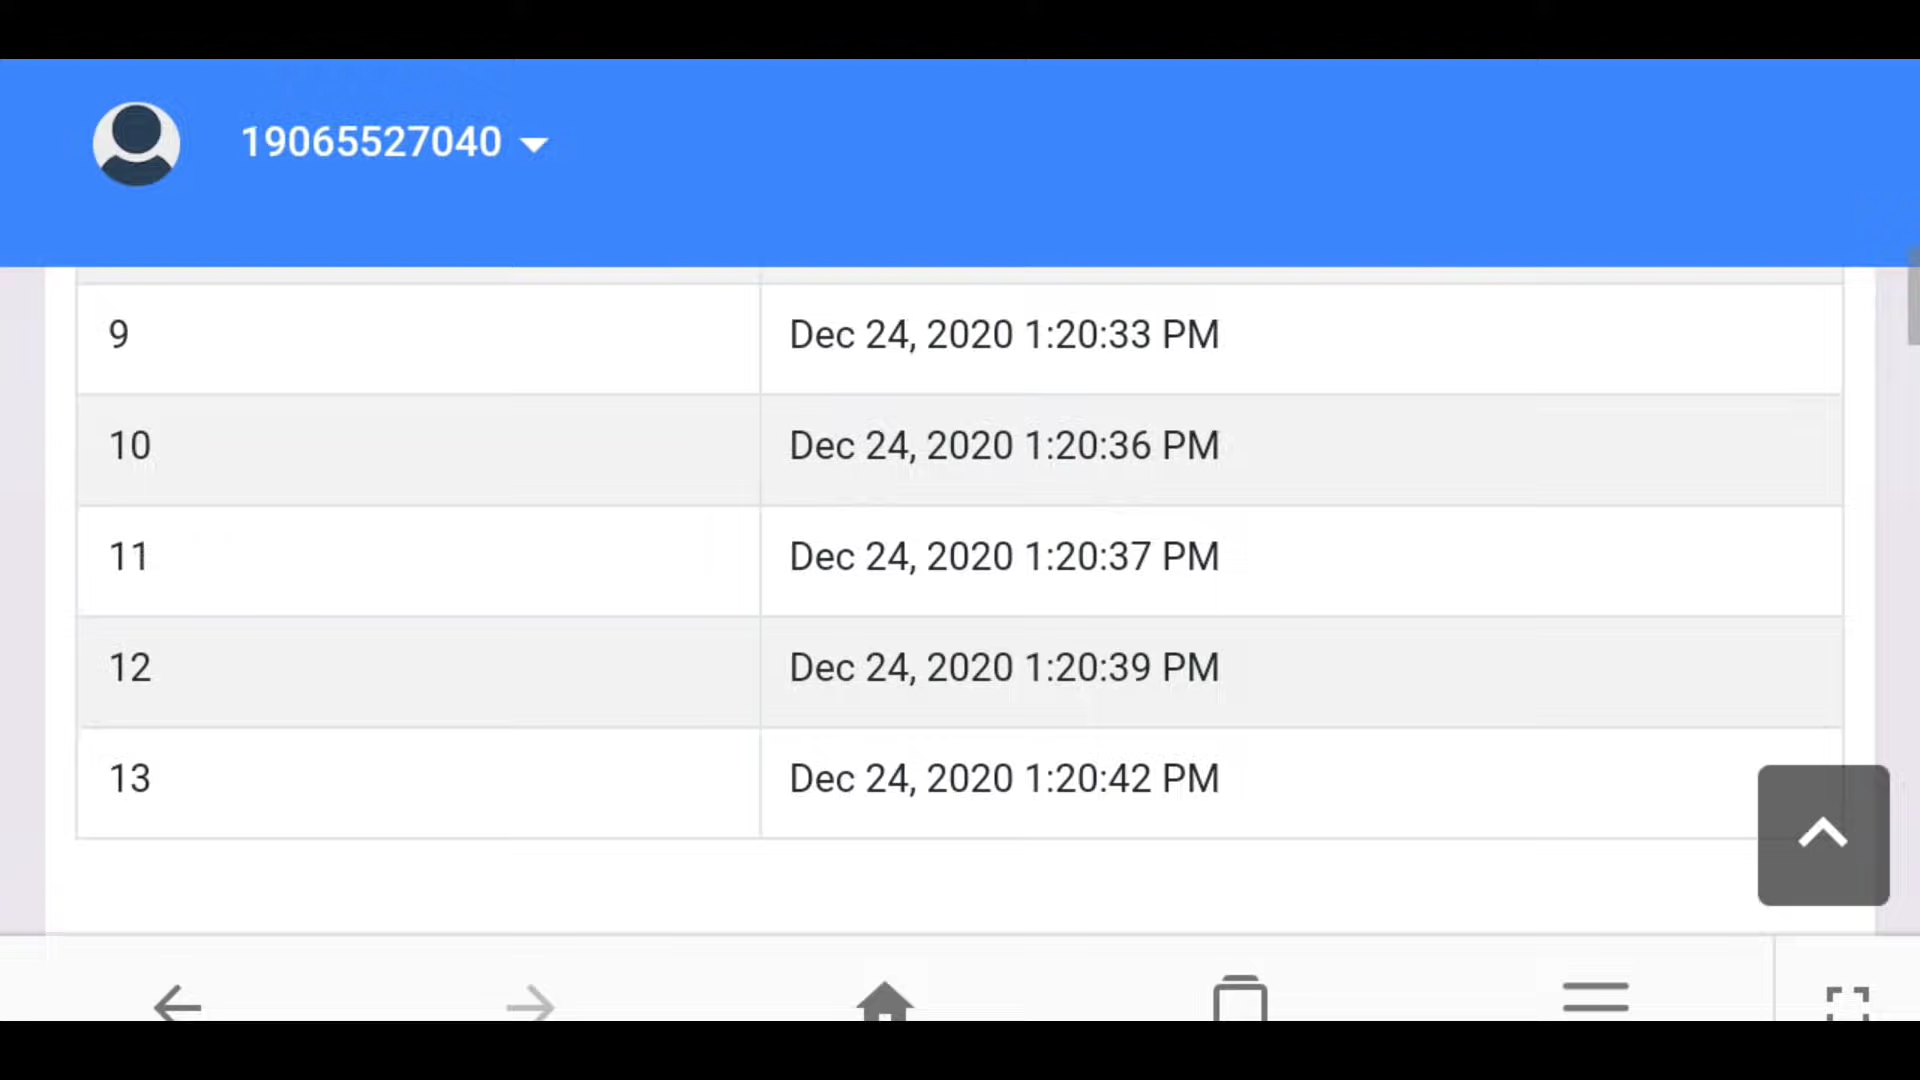 19065527040
9 Dec 24, 2020 1:20:33 PM
10 Dec 24, 2020 1:20:36 PM
11 Dec 24, 2020 1:20:37 PM
12 Dec 24, 2020 1:20:39 PM
13 Dec 24, 2020 1:20:42 PM